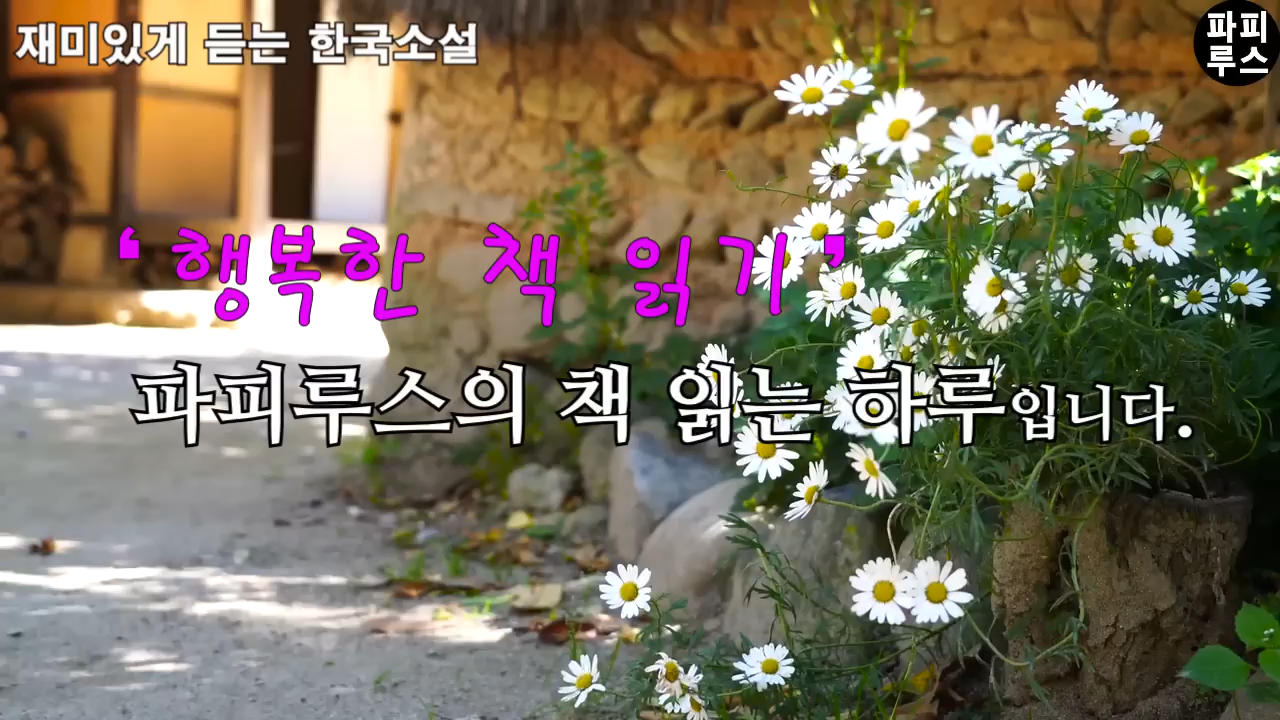 재미있게 듣는 한국소설
파피
루스
‘행복한 책 읽기’
파피루스의 책 읽는 하루입니다.